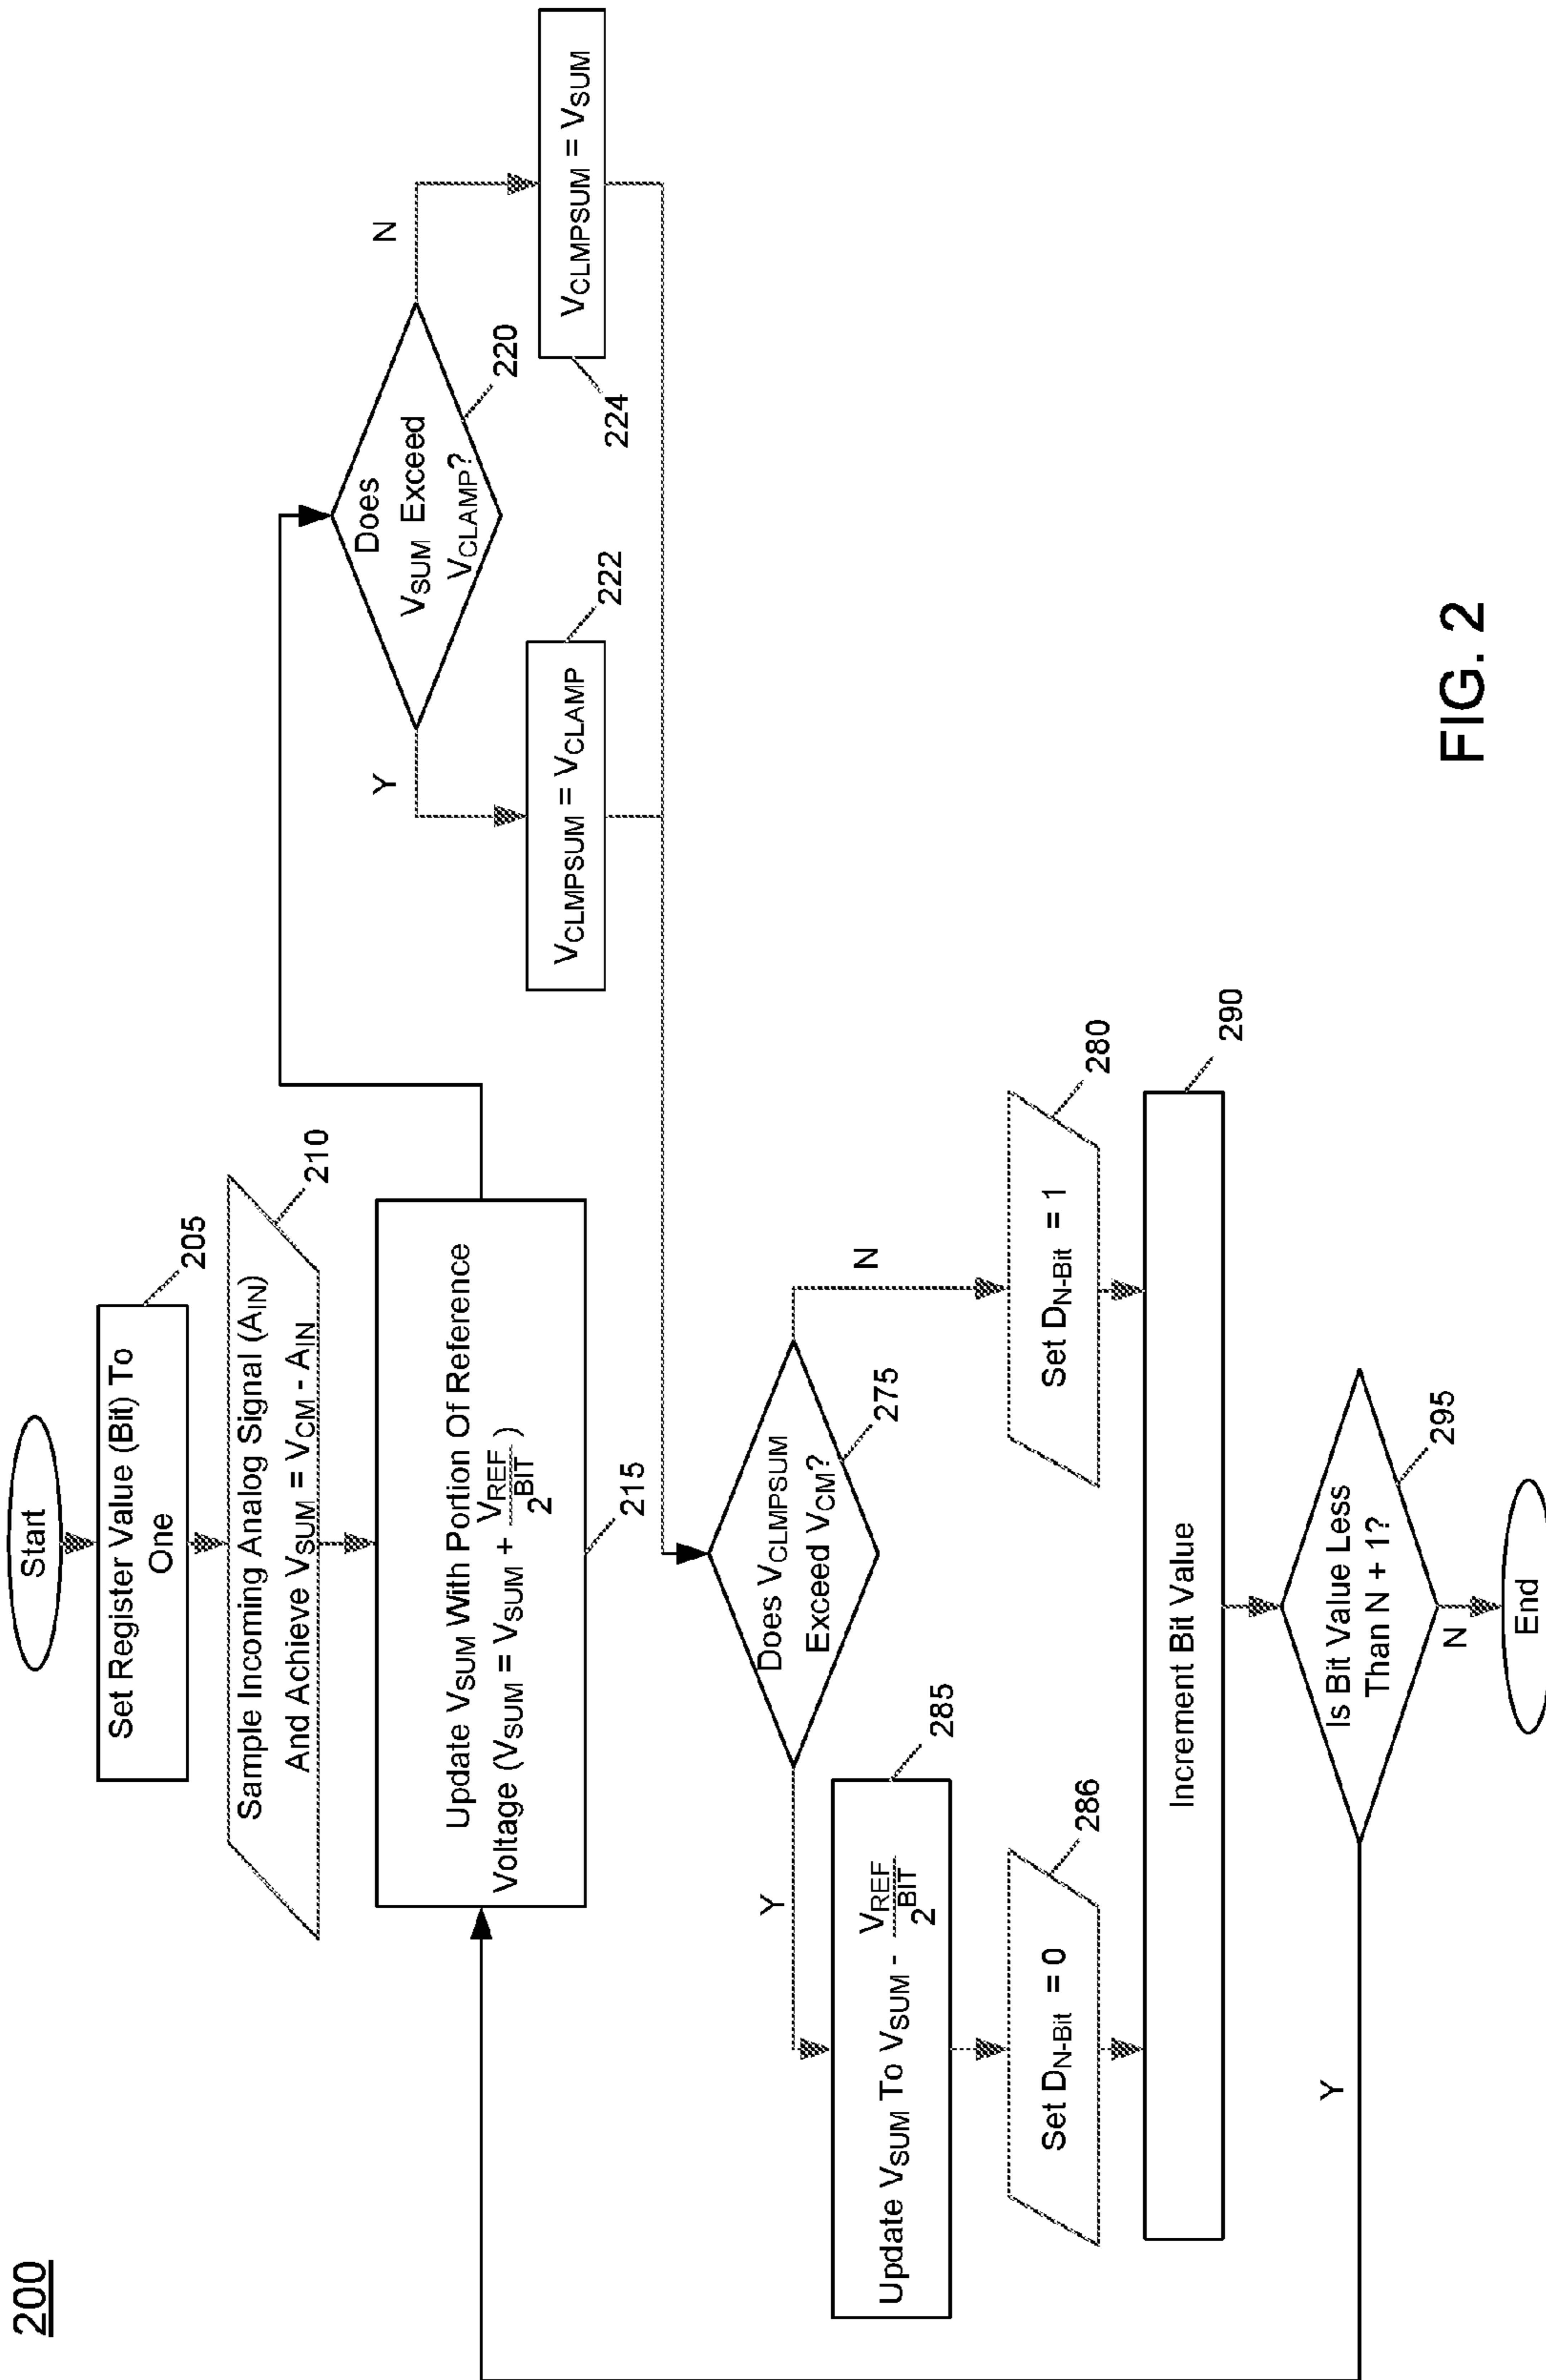 200
Start
Set Register Value (Bit) To
One
205
Sample Incoming Analog Signal (AIN)
And Achieve VSUM = VCM - AIN
210
Update VSUM With Portion Of Reference
Voltage (VSUM = VSUM + VREF / 2^BIT)
215
Does
VSUM Exceed
VCLAMP?
220
Y
N
VCLMPSUM = VCLAMP
222
VCLMPSUM = VSUM
224
Does VCLMPSUM
Exceed VCM?
275
Y
N
Update VSUM To VSUM - VREF / 2^BIT
285
Set DN-Bit = 0
286
Set DN-Bit = 1
280
Increment Bit Value
290
Is Bit Value Less
Than N + 1?
295
Y
N
End
FIG. 2